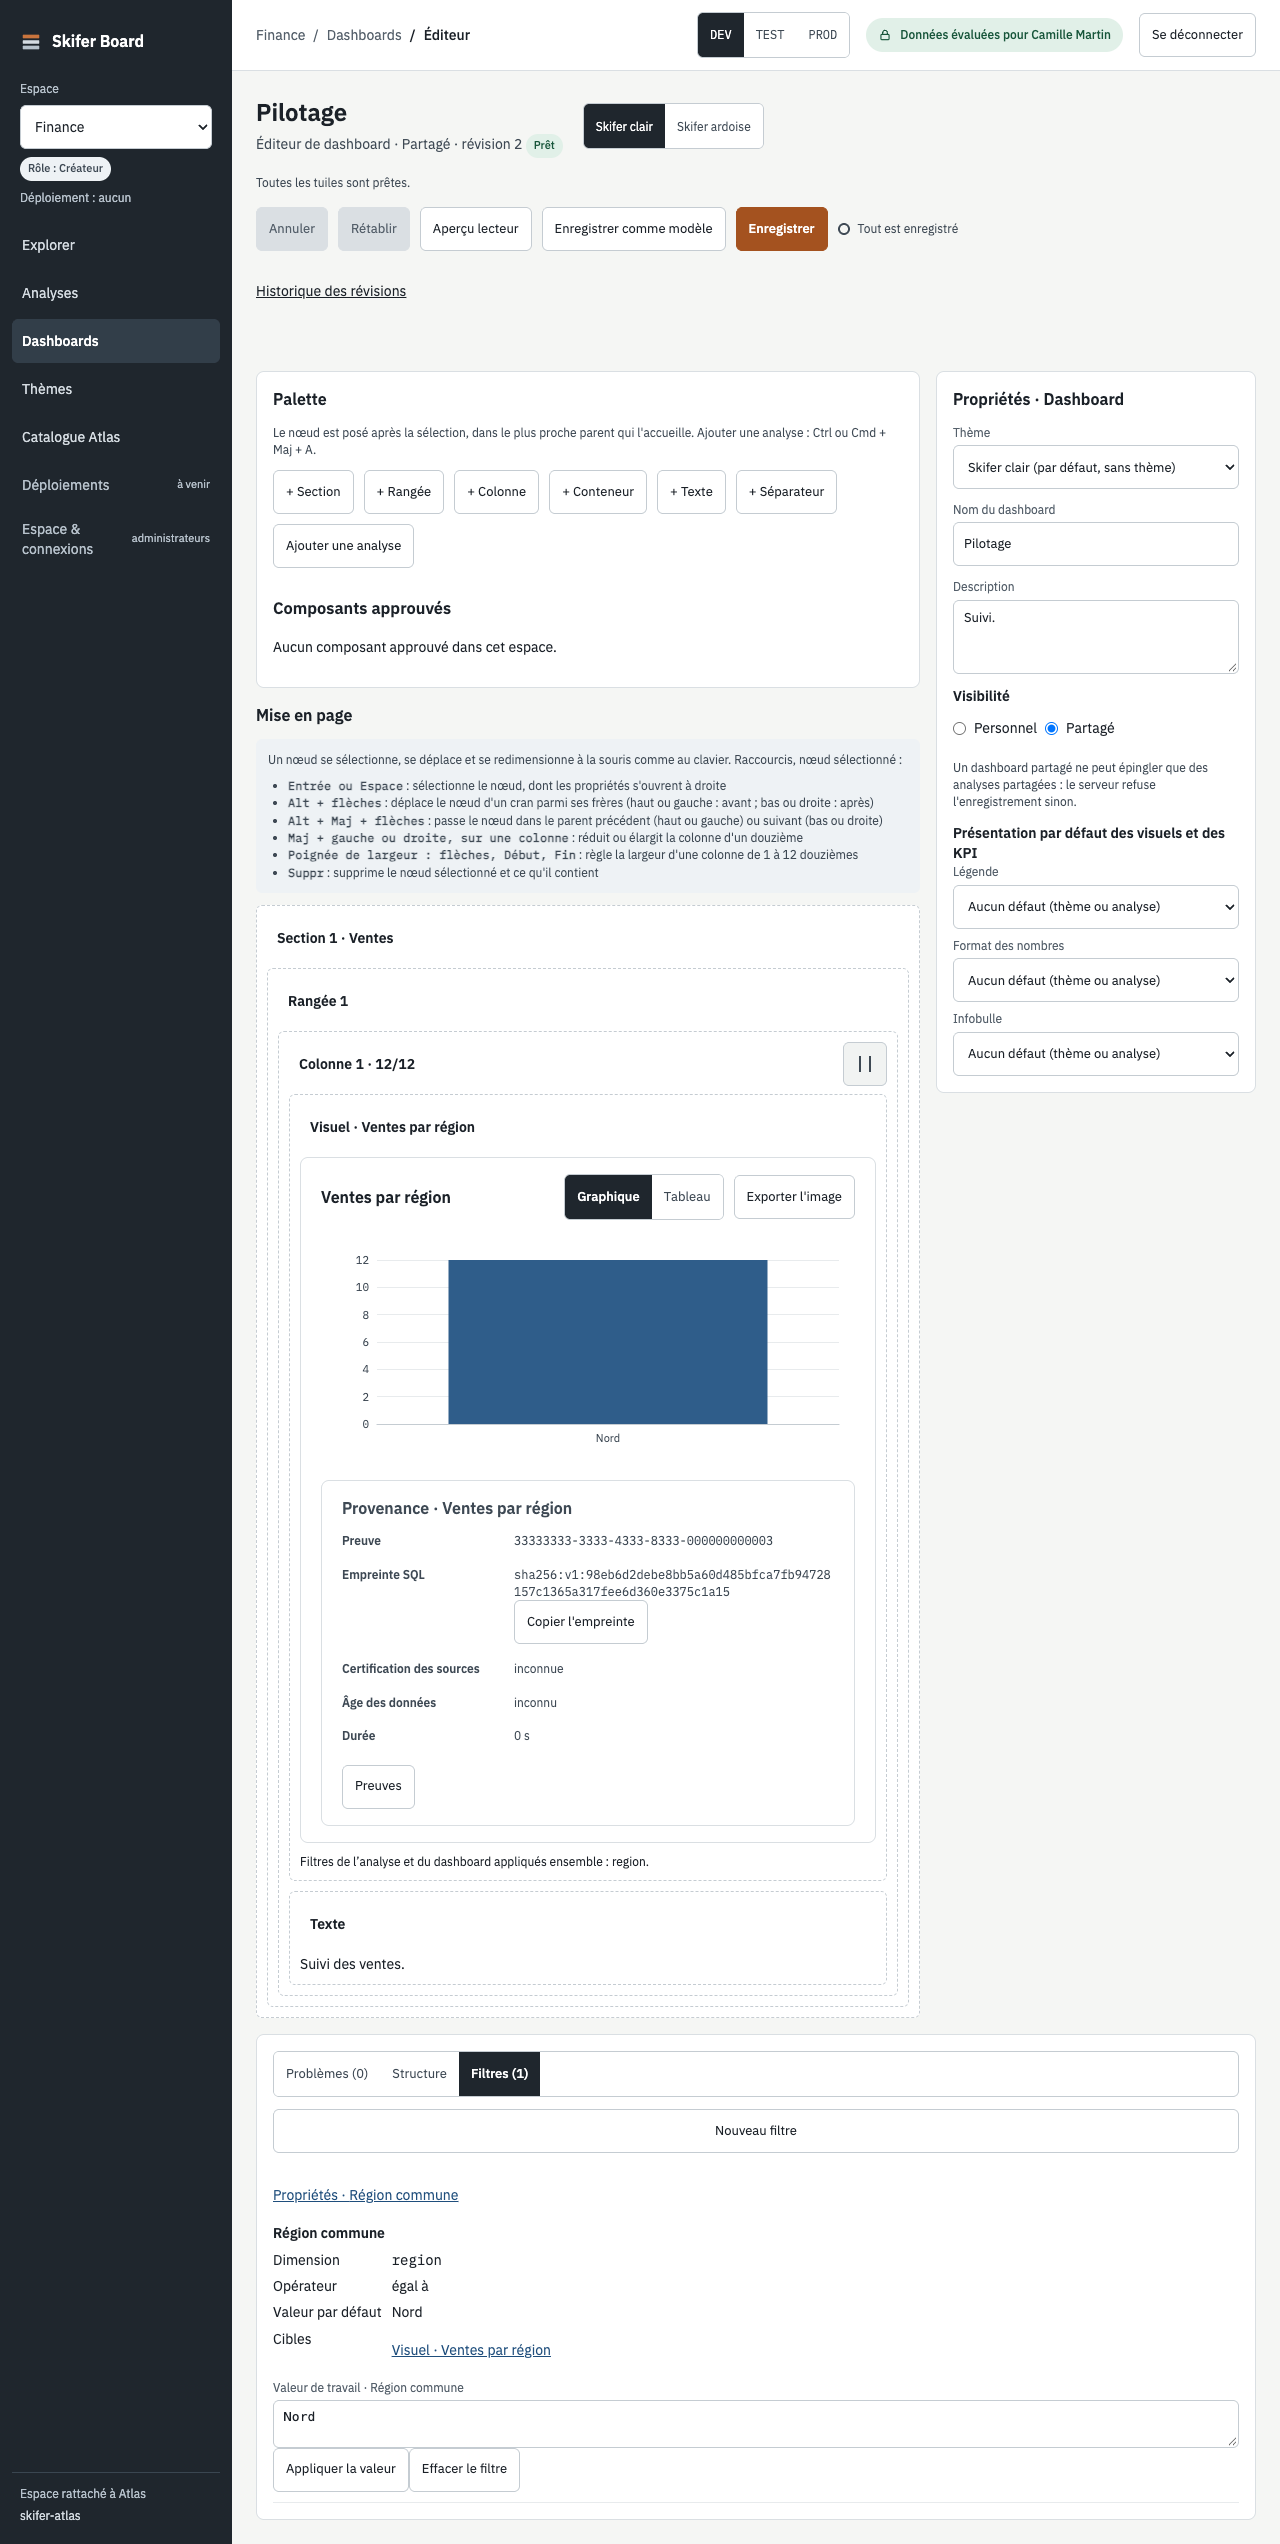 Skifer Board
Espace
Finance
Rôle : Créateur
Déploiement : aucun
Explorer
Analyses
Dashboards
Thèmes
Catalogue Atlas
Déploiements à venir
Espace &
connexions administrateurs
Espace rattaché à Atlas
skifer-atlas
Finance / Dashboards / Éditeur
DEV TEST PROD
Données évaluées pour Camille Martin
Se déconnecter
Pilotage
Éditeur de dashboard · Partagé · révision 2 Prêt
Skifer clair Skifer ardoise
Toutes les tuiles sont prêtes.
Annuler Rétablir Aperçu lecteur Enregistrer comme modèle Enregistrer Tout est enregistré
Historique des révisions
Palette
Le nœud est posé après la sélection, dans le plus proche parent qui l'accueille. Ajouter une analyse : Ctrl ou Cmd +
Maj + A.
+ Section + Rangée + Colonne + Conteneur + Texte + Séparateur
Ajouter une analyse
Composants approuvés
Aucun composant approuvé dans cet espace.
Mise en page
Un nœud se sélectionne, se déplace et se redimensionne à la souris comme au clavier. Raccourcis, nœud sélectionné :
• Entrée ou Espace : sélectionne le nœud, dont les propriétés s'ouvrent à droite
• Alt + flèches : déplace le nœud d'un cran parmi ses frères (haut ou gauche : avant ; bas ou droite : après)
• Alt + Maj + flèches : passe le nœud dans le parent précédent (haut ou gauche) ou suivant (bas ou droite)
• Maj + gauche ou droite, sur une colonne : réduit ou élargit la colonne d'un douzième
• Poignée de largeur : flèches, Début, Fin : règle la largeur d'une colonne de 1 à 12 douzièmes
• Suppr : supprime le nœud sélectionné et ce qu'il contient
Section 1 · Ventes
Rangée 1
Colonne 1 · 12/12
Visuel · Ventes par région
Ventes par région
Graphique Tableau Exporter l'image
12
10
8
6
4
2
0
Nord
Provenance · Ventes par région
Preuve 33333333-3333-4333-8333-000000000003
Empreinte SQL sha256:v1:98eb6d2debe8bb5a60d485bfca7fb94728
157c1365a317fee6d360e3375c1a15
Copier l'empreinte
Certification des sources inconnue
Âge des données inconnu
Durée 0 s
Preuves
Filtres de l’analyse et du dashboard appliqués ensemble : region.
Texte
Suivi des ventes.
Propriétés · Dashboard
Thème
Skifer clair (par défaut, sans thème)
Nom du dashboard
Pilotage
Description
Suivi.
Visibilité
Personnel Partagé
Un dashboard partagé ne peut épingler que des
analyses partagées : le serveur refuse
l'enregistrement sinon.
Présentation par défaut des visuels et des
KPI
Légende
Aucun défaut (thème ou analyse)
Format des nombres
Aucun défaut (thème ou analyse)
Infobulle
Aucun défaut (thème ou analyse)
Problèmes (0) Structure Filtres (1)
Nouveau filtre
Propriétés · Région commune
Région commune
Dimension region
Opérateur égal à
Valeur par défaut Nord
Cibles
Visuel · Ventes par région
Valeur de travail · Région commune
Nord
Appliquer la valeur Effacer le filtre